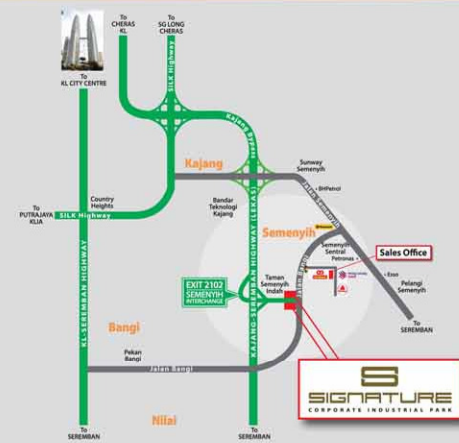 To
CHERAS
KL
To
SG LONG
CHERAS
To
KL CITY CENTRE
SILK Highway
Kajang Bypass
Kajang
Sunway
Semenyih
BHPetrol
Jalan Semenyih
To
PUTRAJAYA
KLIA
Country
Heights
SILK Highway
Bandar
Teknologi
Kajang
Semenyih
Semenyih
Sentral
Petronas
Sales Office
Esso
Pelangi
Semenyih
To
SEREMBAN
KL-SEREMBAN HIGHWAY
KAJANG-SEREMBAN HIGHWAY (LEKAS)
EXIT 2102
SEMENYIH
INTERCHANGE
Taman
Semenyih
Indah
Jalan Bangi
Bangi
Pekan
Bangi
Jalan Bangi
Nilai
To
SEREMBAN
To
SEREMBAN
SIGNATURE
CORPORATE INDUSTRIAL PARK